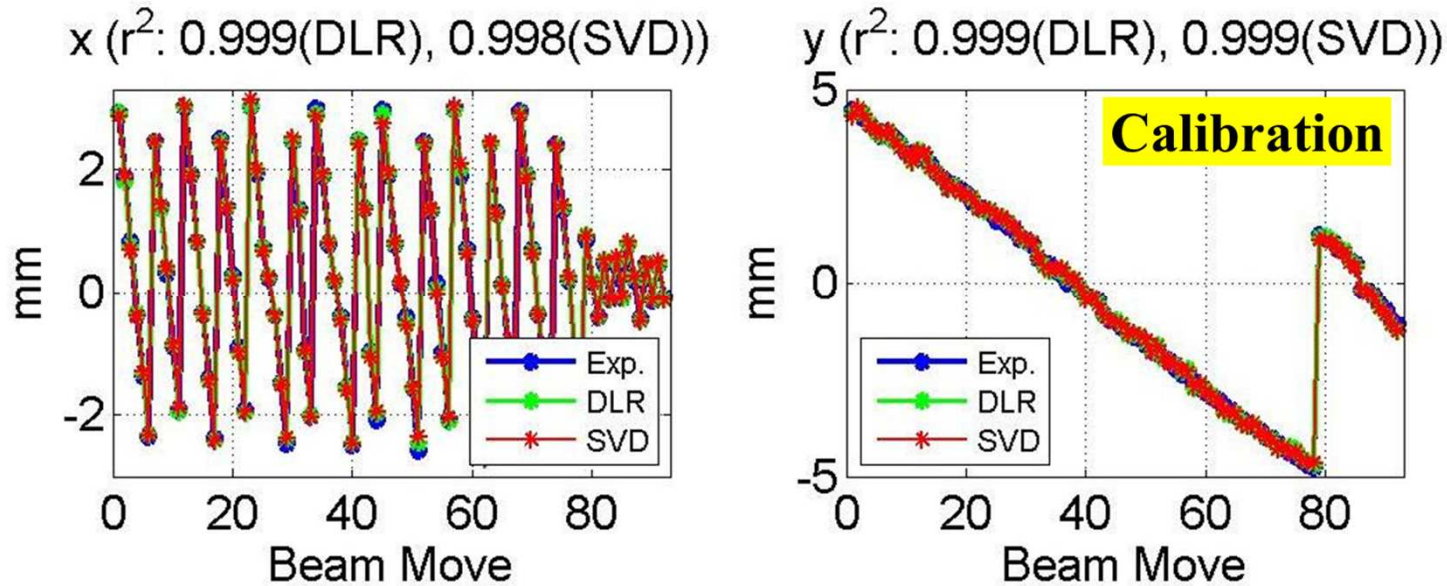 x (r²: 0.999(DLR), 0.998(SVD))
mm
2
0
-2
Exp.
DLR
SVD
0 20 40 60 80
Beam Move
y (r²: 0.999(DLR), 0.999(SVD))
Calibration
mm
5
0
-5
Exp.
DLR
SVD
0 20 40 60 80
Beam Move